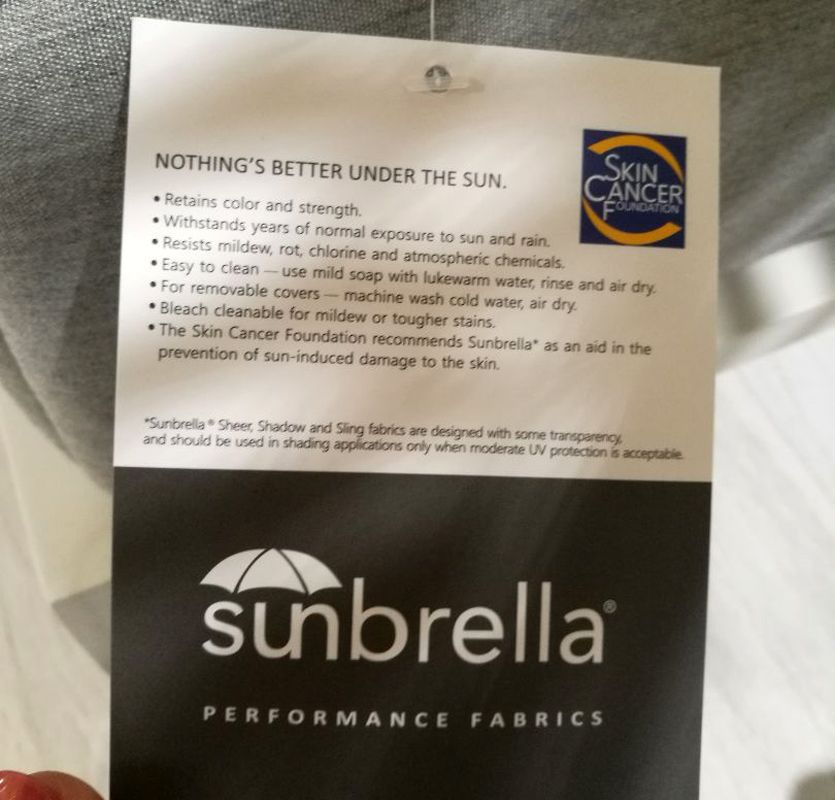 NOTHING'S BETTER UNDER THE SUN.
SKIN
CANCER
FOUNDATION
• Retains color and strength.
• Withstands years of normal exposure to sun and rain.
• Resists mildew, rot, chlorine and atmospheric chemicals.
• Easy to clean — use mild soap with lukewarm water, rinse and air dry.
• For removable covers — machine wash cold water, air dry.
• Bleach cleanable for mildew or tougher stains.
• The Skin Cancer Foundation recommends Sunbrella* as an aid in the
prevention of sun-induced damage to the skin.
*Sunbrella® Sheer, Shadow and Sling fabrics are designed with some transparency,
and should be used in shading applications only when moderate UV protection is acceptable.
sunbrella®
PERFORMANCE FABRICS